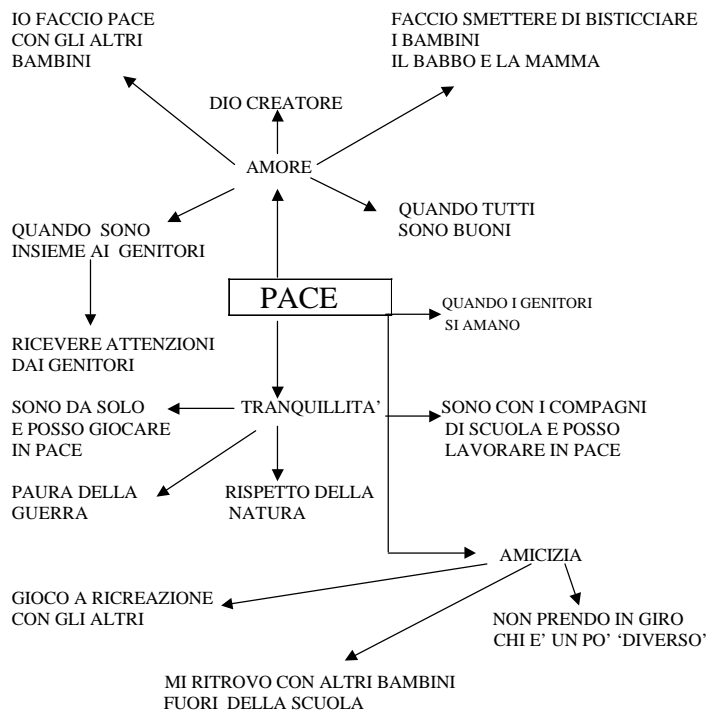 IO FACCIO PACE
CON GLI ALTRI
BAMBINI
FACCIO SMETTERE DI BISTICCIARE
I BAMBINI
IL BABBO E LA MAMMA
DIO CREATORE
AMORE
QUANDO SONO
INSIEME AI GENITORI
QUANDO TUTTI
SONO BUONI
PACE
QUANDO I GENITORI
SI AMANO
RICEVERE ATTENZIONI
DAI GENITORI
SONO DA SOLO
E POSSO GIOCARE
IN PACE
TRANQUILLITA’
SONO CON I COMPAGNI
DI SCUOLA E POSSO
LAVORARE IN PACE
PAURA DELLA
GUERRA
RISPETTO DELLA
NATURA
AMICIZIA
GIOCO A RICREAZIONE
CON GLI ALTRI
NON PRENDO IN GIRO
CHI E’ UN PO’ ‘DIVERSO’
MI RITROVO CON ALTRI BAMBINI
FUORI DELLA SCUOLA